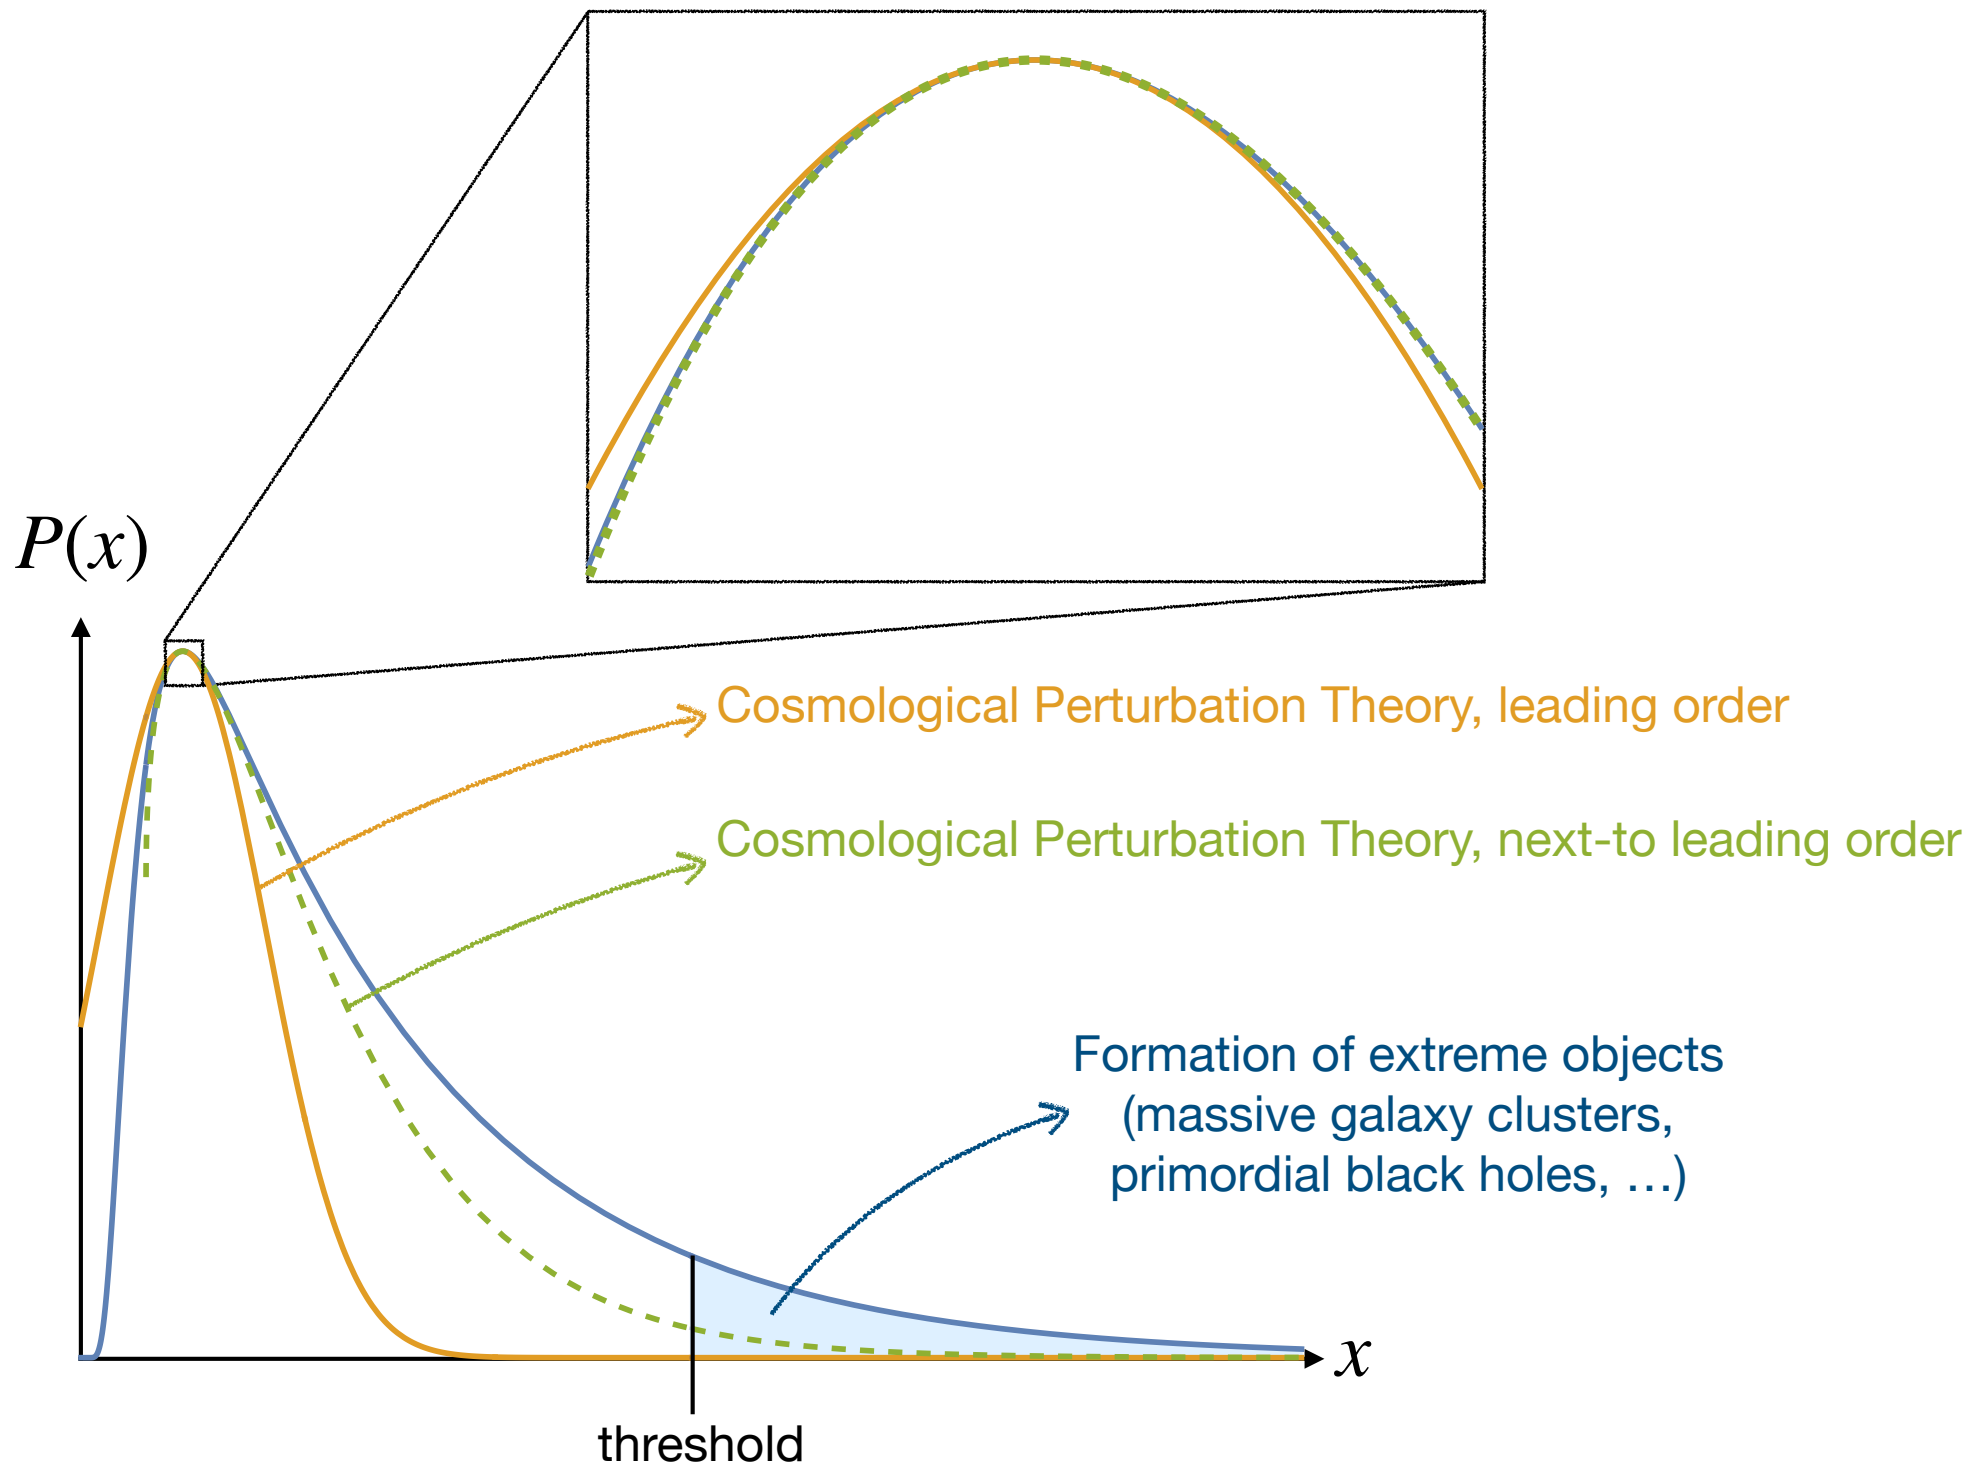 P(x)
Cosmological Perturbation Theory, leading order
Cosmological Perturbation Theory, next-to leading order
Formation of extreme objects
(massive galaxy clusters,
primordial black holes, …)
x
threshold